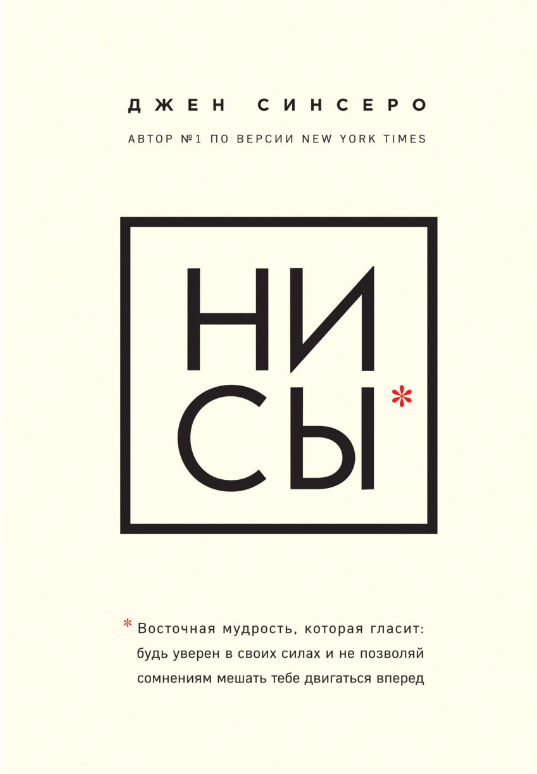 ДЖЕН СИНСЕРО
АВТОР №1 ПО ВЕРСИИ NEW YORK TIMES
НИ
СЫ*
* Восточная мудрость, которая гласит:
будь уверен в своих силах и не позволяй
сомнениям мешать тебе двигаться вперед